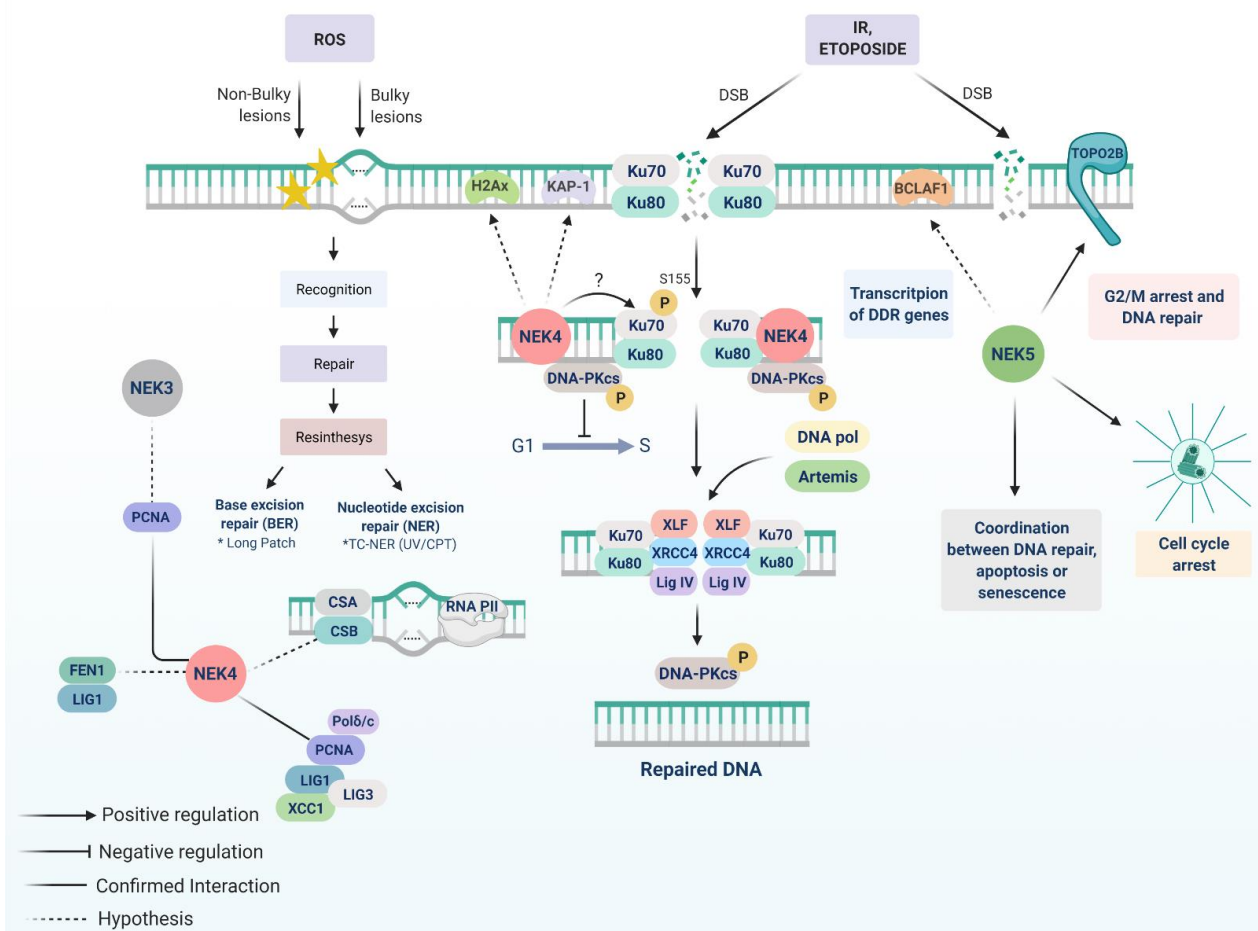 ROS
IR,
ETOPOSIDE
Non-Bulky
lesions
Bulky
lesions
DSB
DSB
H2Ax
KAP-1
Ku70
Ku80
Ku70
Ku80
BCLAF1
TOPO2B
Recognition
Repair
Resinthesys
Base excision
repair (BER)
* Long Patch
Nucleotide excision
repair (NER)
*TC-NER (UV/CPT)
NEK3
PCNA
?
S155
P
NEK4
Ku70
Ku80
DNA-PKcs
P
G1
S
Ku70
Ku80
NEK4
DNA-PKcs
P
DNA pol
Artemis
Transcritpion
of DDR genes
G2/M arrest and
DNA repair
NEK5
Coordination
between DNA repair,
apoptosis or
senescence
Cell cycle
arrest
Ku70
Ku80
XLF
XRCC4
Lig IV
XLF
XRCC4
Lig IV
Ku70
Ku80
CSA
CSB
RNA PII
FEN1
LIG1
NEK4
Polδ/c
PCNA
LIG1
LIG3
XCC1
DNA-PKcs
P
Repaired DNA
Positive regulation
Negative regulation
Confirmed Interaction
Hypothesis